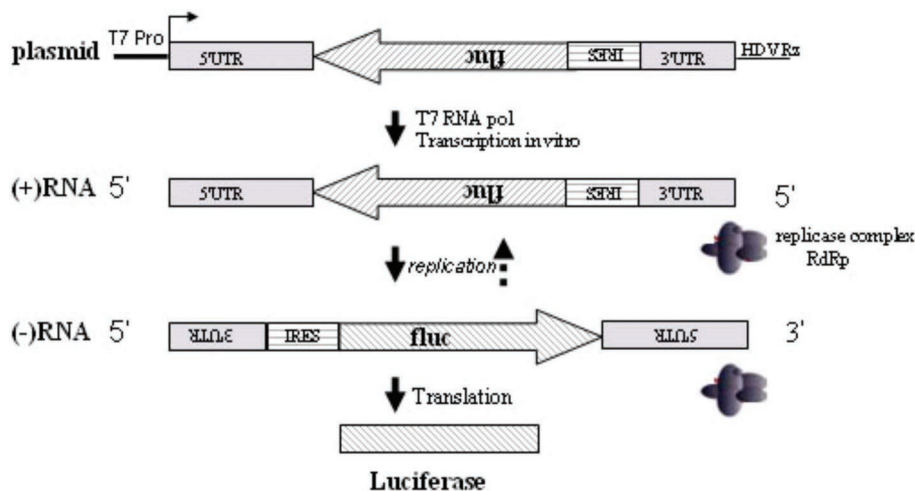 T7 Pro
plasmid
5'UTR
fluc
IRES
3'UTR
HDVRz
T7 RNA pol
Transcription in vitro
(+)RNA 5'
5'UTR
fluc
IRES
3'UTR
5'
replication
replicase complex
RdRp
(-)RNA 5'
3'UTR
IRES
fluc
5'UTR
3'
Translation
Luciferase